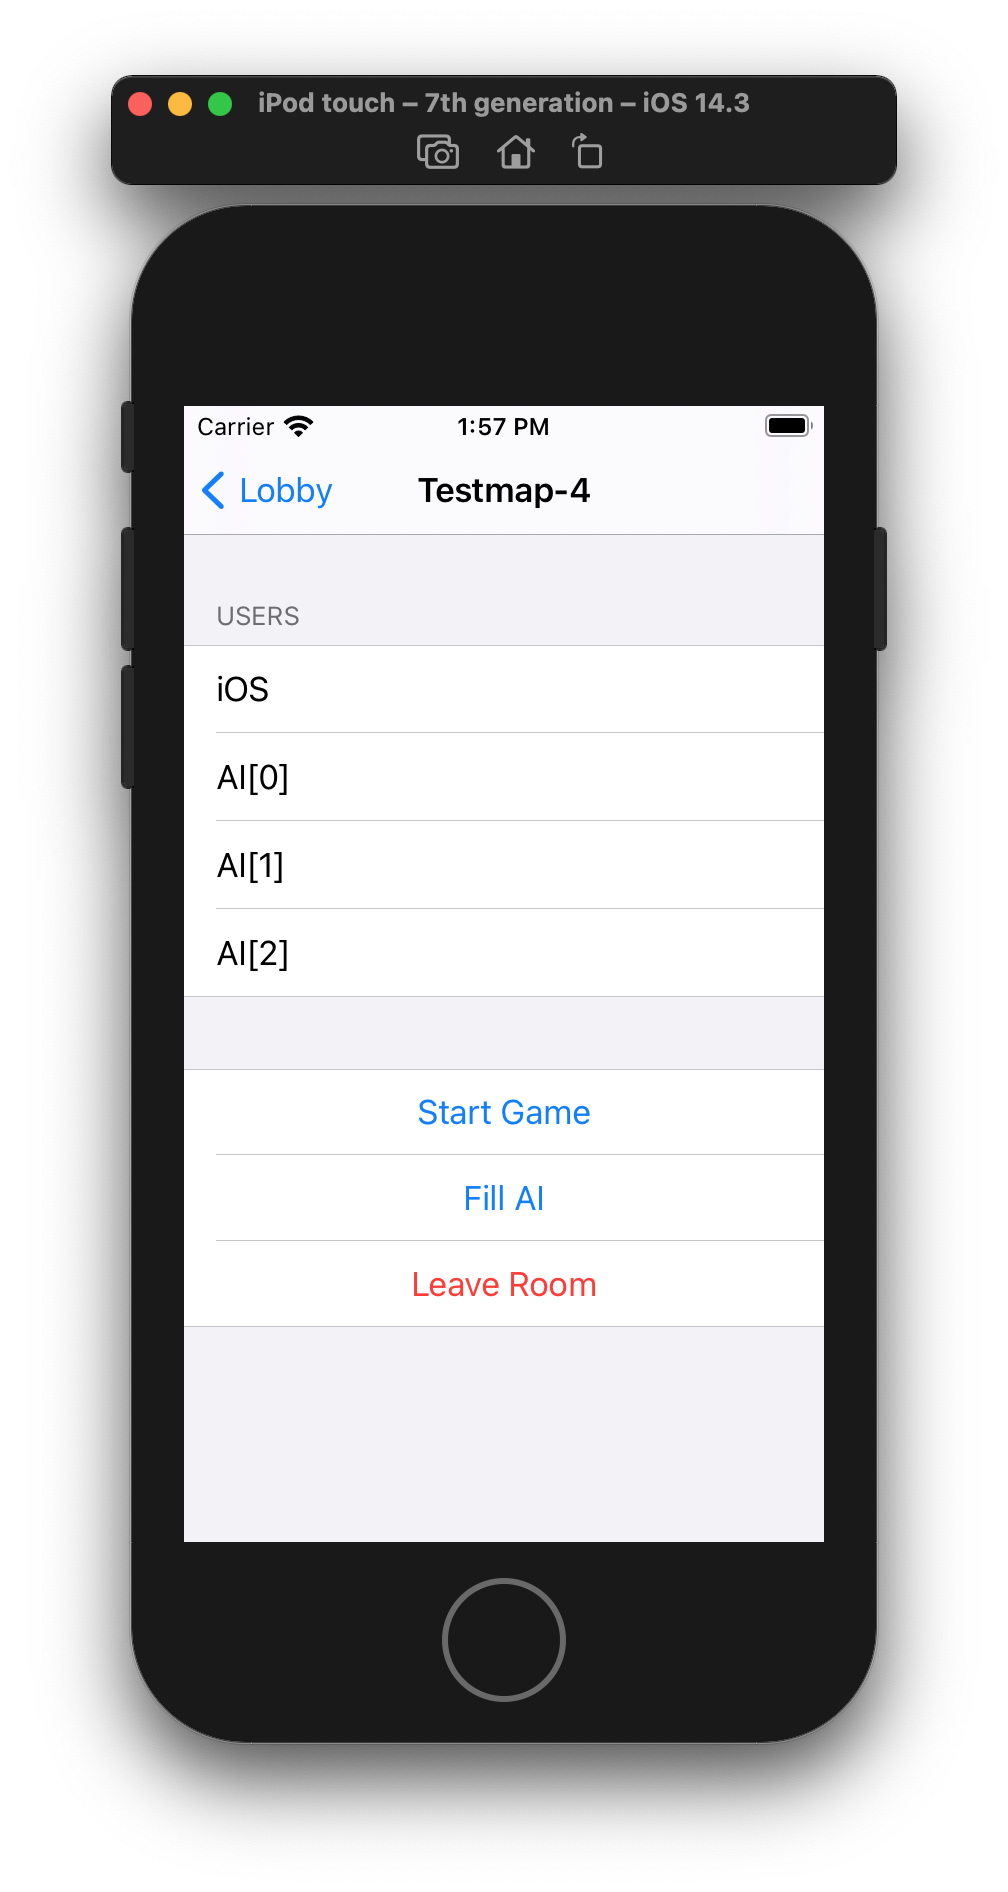 iPod touch – 7th generation – iOS 14.3
Carrier 1:57 PM
Lobby Testmap-4
USERS
iOS
AI[0]
AI[1]
AI[2]
Start Game
Fill AI
Leave Room